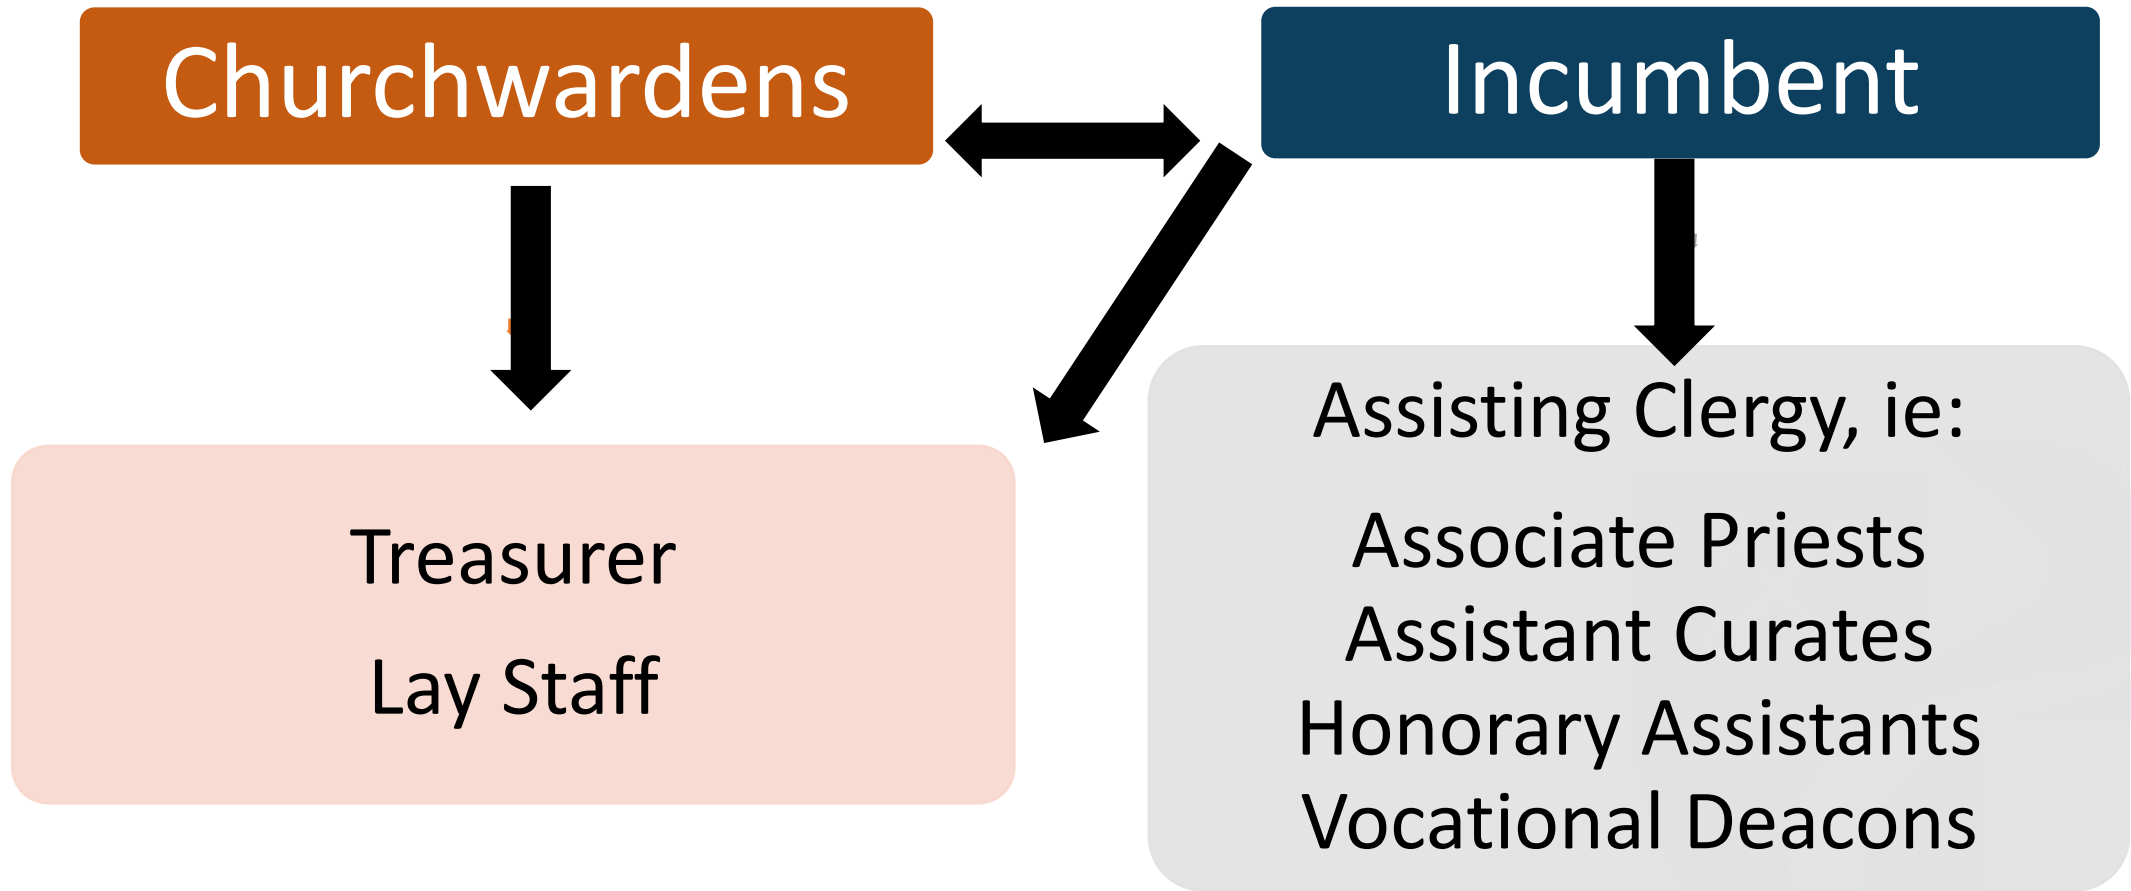 Churchwardens
Incumbent
Treasurer
Lay Staff
Assisting Clergy, ie:
Associate Priests
Assistant Curates
Honorary Assistants
Vocational Deacons